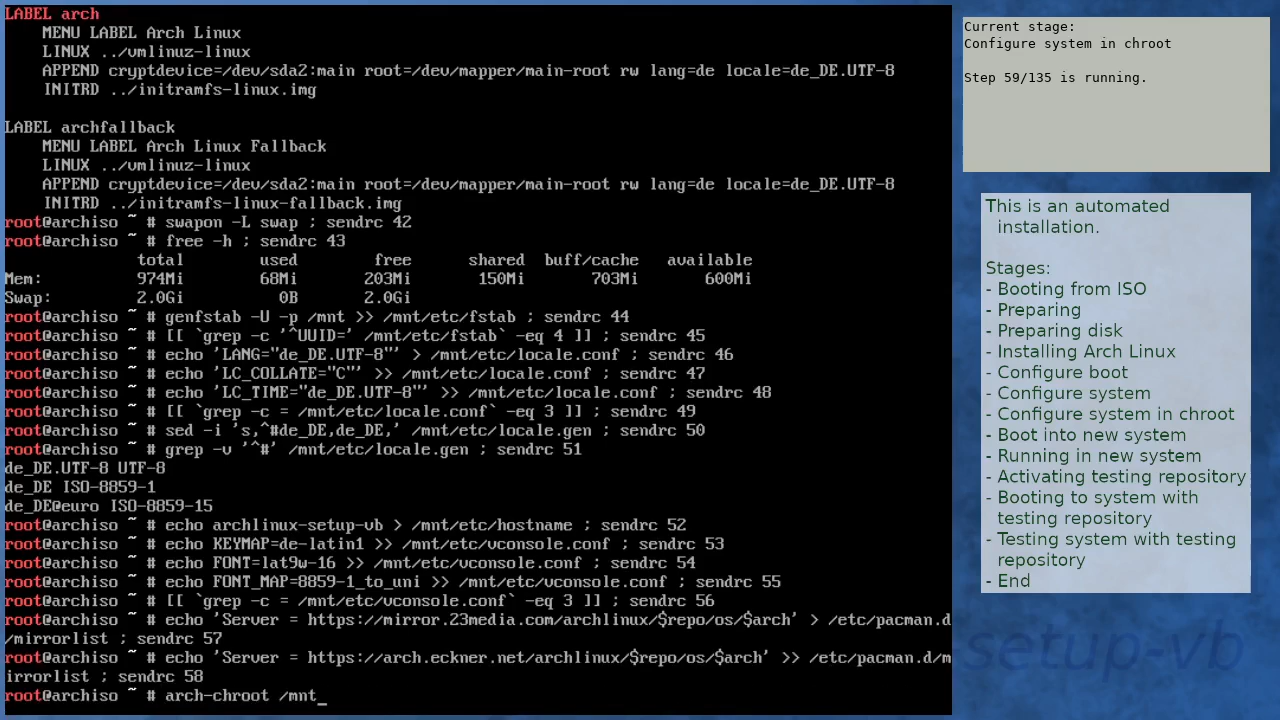 LABEL arch
    MENU LABEL Arch Linux
    LINUX ../vmlinuz-linux
    APPEND cryptdevice=/dev/sda2:main root=/dev/mapper/main-root rw lang=de locale=de_DE.UTF-8
    INITRD ../initramfs-linux.img

LABEL archfallback
    MENU LABEL Arch Linux Fallback
    LINUX ../vmlinuz-linux
    APPEND cryptdevice=/dev/sda2:main root=/dev/mapper/main-root rw lang=de locale=de_DE.UTF-8
    INITRD ../initramfs-linux-fallback.img
root@archiso ~ # swapon -L swap ; sendrc 42
root@archiso ~ # free -h ; sendrc 43
              total        used        free      shared  buff/cache   available
Mem:          974Mi        68Mi       203Mi       150Mi       703Mi       600Mi
Swap:         2.0Gi          0B       2.0Gi
root@archiso ~ # genfstab -U -p /mnt >> /mnt/etc/fstab ; sendrc 44
root@archiso ~ # [[ `grep -c '^UUID=' /mnt/etc/fstab` -eq 4 ]] ; sendrc 45
root@archiso ~ # echo 'LANG="de_DE.UTF-8"' > /mnt/etc/locale.conf ; sendrc 46
root@archiso ~ # echo 'LC_COLLATE="C"' >> /mnt/etc/locale.conf ; sendrc 47
root@archiso ~ # echo 'LC_TIME="de_DE.UTF-8"' >> /mnt/etc/locale.conf ; sendrc 48
root@archiso ~ # [[ `grep -c = /mnt/etc/locale.conf` -eq 3 ]] ; sendrc 49
root@archiso ~ # sed -i 's,^#de_DE,de_DE,' /mnt/etc/locale.gen ; sendrc 50
root@archiso ~ # grep -v '^#' /mnt/etc/locale.gen ; sendrc 51
de_DE.UTF-8 UTF-8
de_DE ISO-8859-1
de_DE@euro ISO-8859-15
root@archiso ~ # echo archlinux-setup-vb > /mnt/etc/hostname ; sendrc 52
root@archiso ~ # echo KEYMAP=de-latin1 >> /mnt/etc/vconsole.conf ; sendrc 53
root@archiso ~ # echo FONT=lat9w-16 >> /mnt/etc/vconsole.conf ; sendrc 54
root@archiso ~ # echo FONT_MAP=8859-1_to_uni >> /mnt/etc/vconsole.conf ; sendrc 55
root@archiso ~ # [[ `grep -c = /mnt/etc/vconsole.conf` -eq 3 ]] ; sendrc 56
root@archiso ~ # echo 'Server = https://mirror.23media.com/archlinux/$repo/os/$arch' > /etc/pacman.d
/mirrorlist ; sendrc 57
root@archiso ~ # echo 'Server = https://arch.eckner.net/archlinux/$repo/os/$arch' >> /etc/pacman.d/m
irrorlist ; sendrc 58
root@archiso ~ # arch-chroot /mnt_
Current stage:
Configure system in chroot

Step 59/135 is running.
This is an automated
installation.

Stages:
- Booting from ISO
- Preparing
- Preparing disk
- Installing Arch Linux
- Configure boot
- Configure system
- Configure system in chroot
- Boot into new system
- Running in new system
- Activating testing repository
- Booting to system with
testing repository
- Testing system with testing
repository
- End
setup-vb